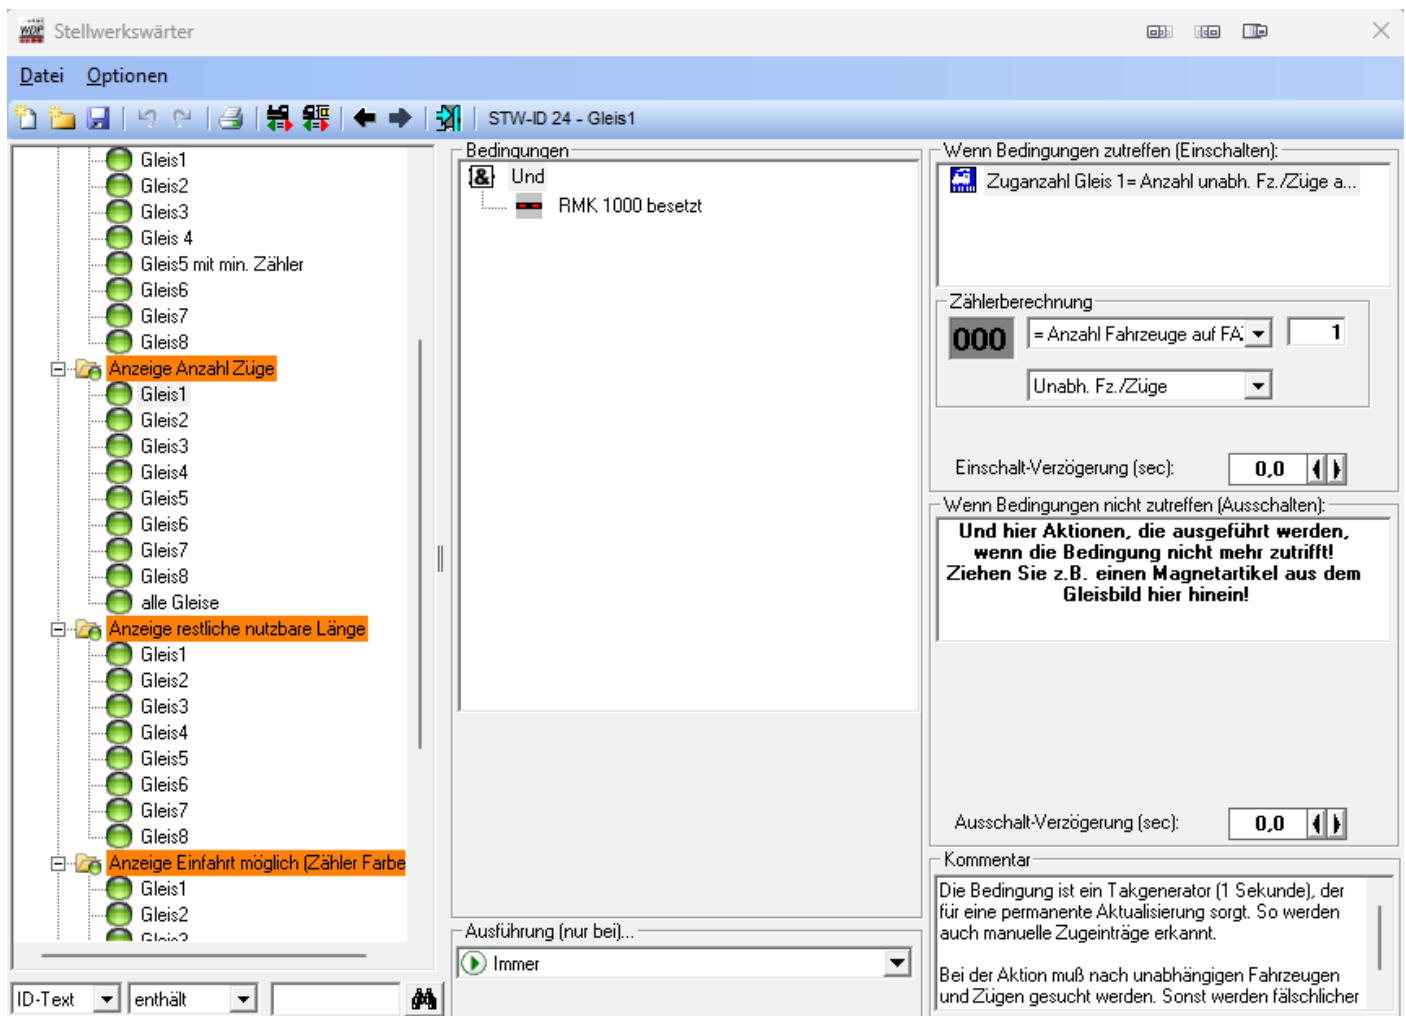 WDP Stellwerkswärter
Datei Optionen
STW-ID 24 - Gleis1
Gleis1
Gleis2
Gleis3
Gleis 4
Gleis5 mit min. Zähler
Gleis6
Gleis7
Gleis8
Anzeige Anzahl Züge
Gleis1
Gleis2
Gleis3
Gleis4
Gleis5
Gleis6
Gleis7
Gleis8
alle Gleise
Anzeige restliche nutzbare Länge
Gleis1
Gleis2
Gleis3
Gleis4
Gleis5
Gleis6
Gleis7
Gleis8
Anzeige Einfahrt möglich (Zähler Farbe
Gleis1
Gleis2
Gleis3
ID-Text enthält
Bedingungen
& Und
RMK 1000 besetzt
Ausführung (nur bei)...
Immer
Wenn Bedingungen zutreffen (Einschalten):
Zuganzahl Gleis 1= Anzahl unabh. Fz./Züge a...
Zählerberechnung
000 = Anzahl Fahrzeuge auf FA 1
Unabh. Fz./Züge
Einschalt-Verzögerung (sec): 0,0
Wenn Bedingungen nicht zutreffen (Ausschalten):
Und hier Aktionen, die ausgeführt werden,
wenn die Bedingung nicht mehr zutrifft!
Ziehen Sie z.B. einen Magnetartikel aus dem
Gleisbild hier hinein!
Ausschalt-Verzögerung (sec): 0,0
Kommentar
Die Bedingung ist ein Takgenerator (1 Sekunde), der
für eine permanente Aktualisierung sorgt. So werden
auch manuelle Zugeinträge erkannt.
Bei der Aktion muß nach unabhängigen Fahrzeugen
und Zügen gesucht werden. Sonst werden fälschlicher